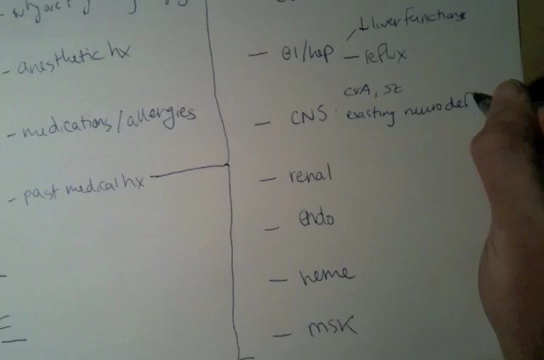 - anesthetic hx
- medications/allergies
- past medical hx
- GI/hep
↓ liver functions
- reflux
- CNS:
CVA, SZ
existing neuro def
- renal
- endo
- heme
- MSK